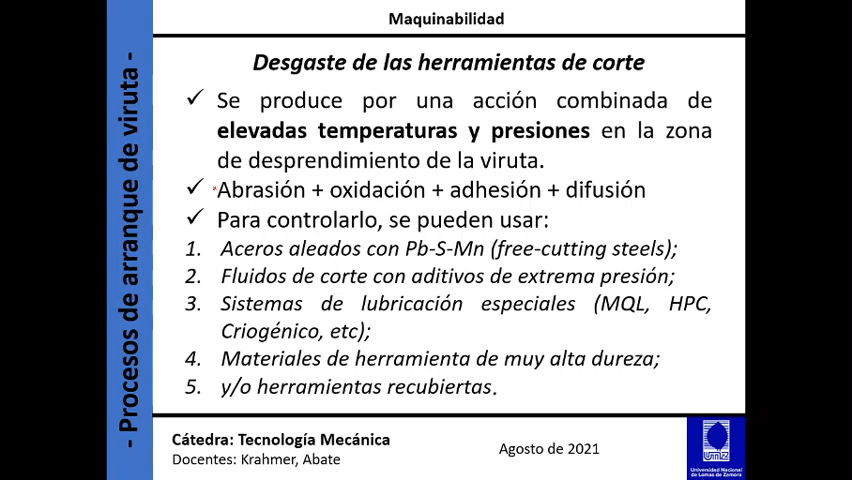 Maquinabilidad
- Procesos de arranque de viruta -
Desgaste de las herramientas de corte
✓ Se produce por una acción combinada de
elevadas temperaturas y presiones en la zona
de desprendimiento de la viruta.
✓ Abrasión + oxidación + adhesión + difusión
✓ Para controlarlo, se pueden usar:
1. Aceros aleados con Pb-S-Mn (free-cutting steels);
2. Fluidos de corte con aditivos de extrema presión;
3. Sistemas de lubricación especiales (MQL, HPC,
Criogénico, etc);
4. Materiales de herramienta de muy alta dureza;
5. y/o herramientas recubiertas.
Cátedra: Tecnología Mecánica
Docentes: Krahmer, Abate
Agosto de 2021
Universidad Nacional
de Lomas de Zamora